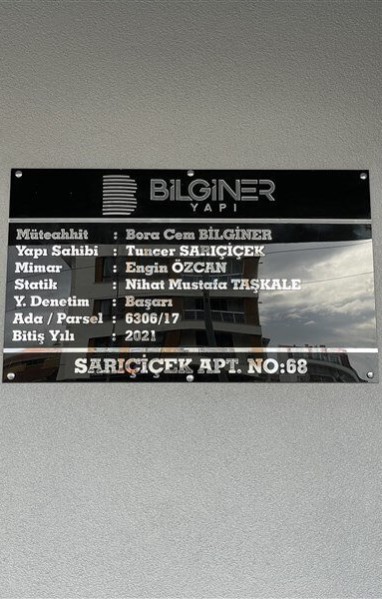 BİLGİNER
YAPI
Müteahhit : Bora Cem BİLGİNER
Yapı Sahibi : Tuncer SARIÇİÇEK
Mimar : Engin ÖZCAN
Statik : Nihat Mustafa TAŞKALE
Y. Denetim : Başarı
Ada / Parsel : 6306/17
Bitiş Yılı : 2021
SARIÇİÇEK APT. NO:68